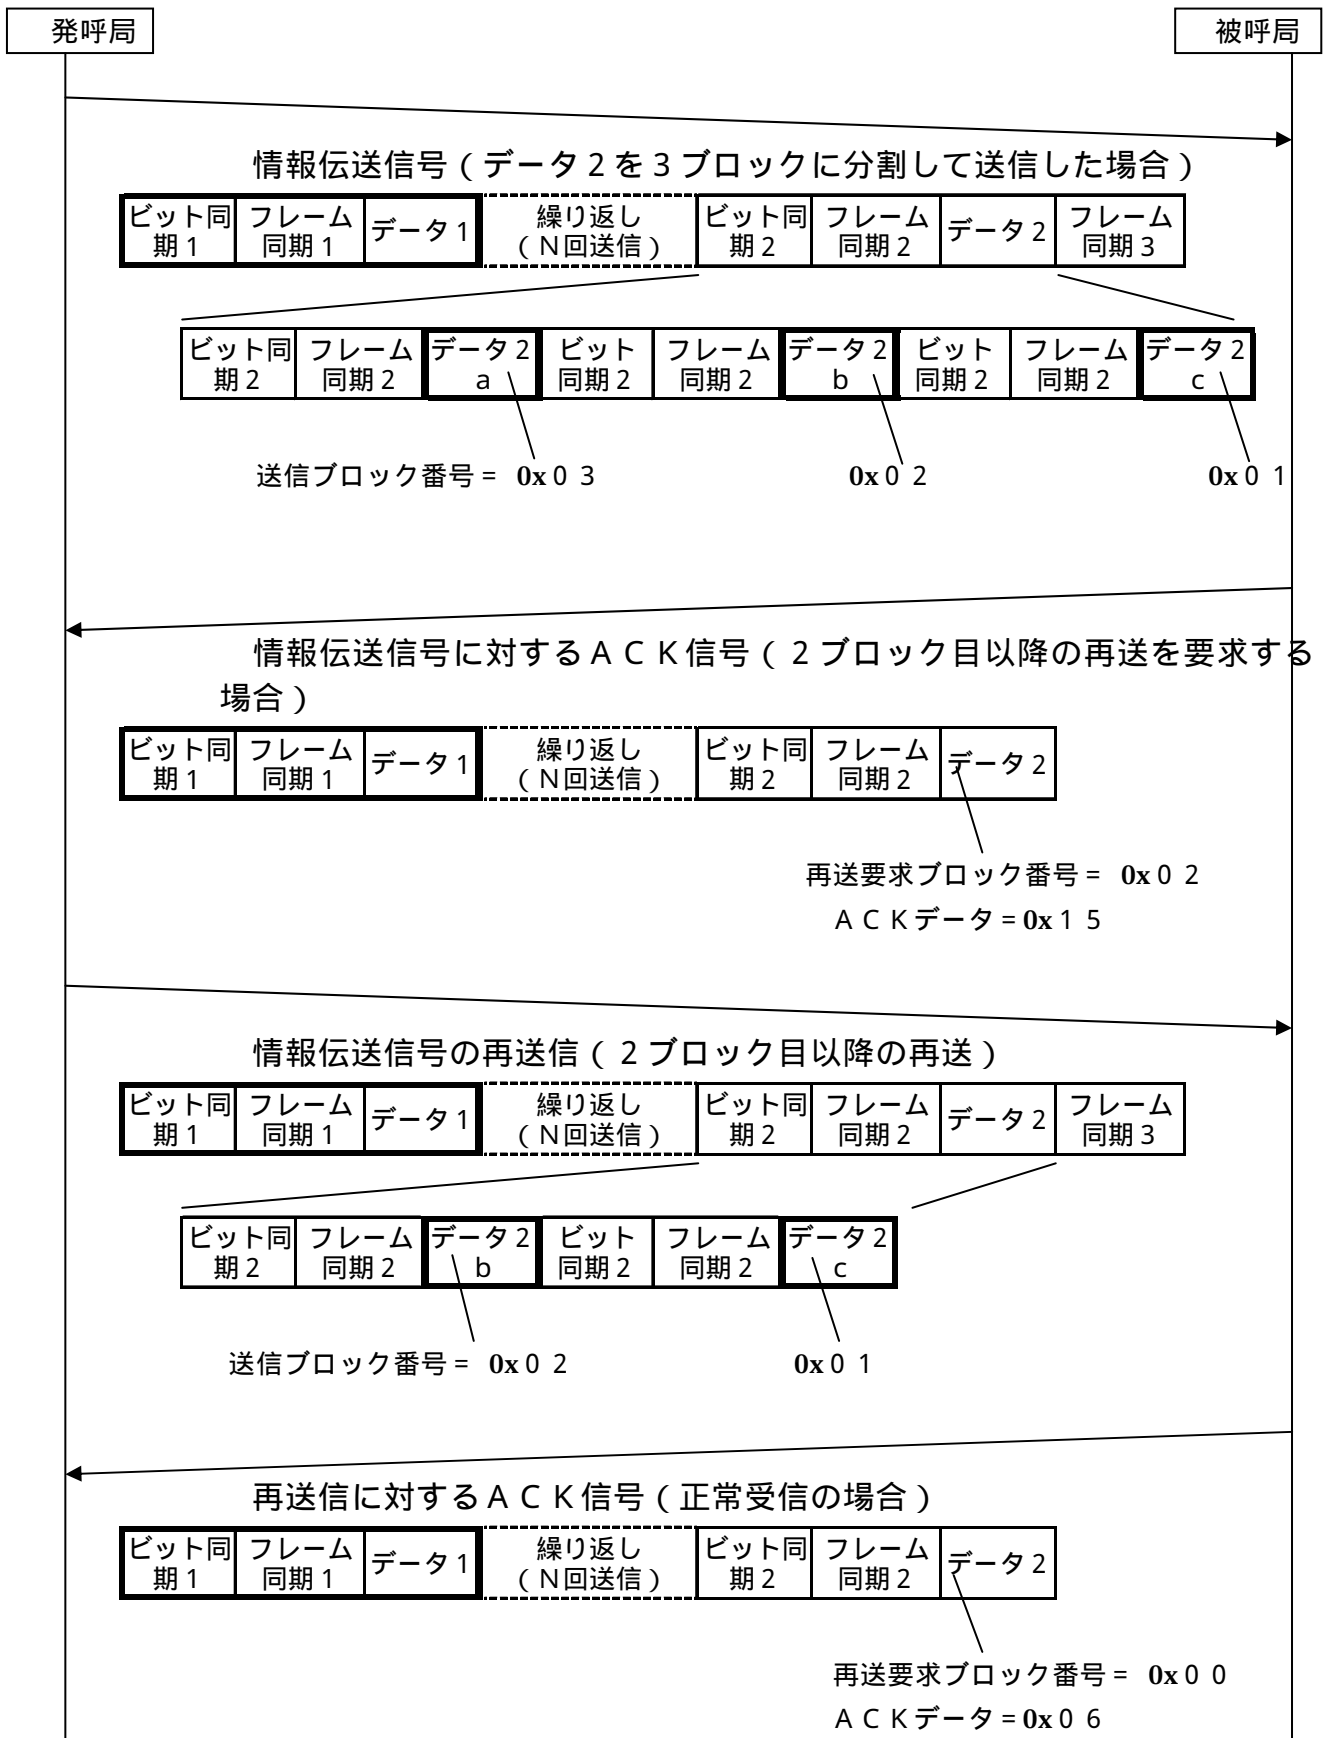 発呼局
被呼局
情報伝送信号（データ２を３ブロックに分割して送信した場合）
ビット同期１ フレーム同期１ データ１ 繰り返し（Ｎ回送信） ビット同期２ フレーム同期２ データ２ フレーム同期３
ビット同期２ フレーム同期２ データ２a ビット同期２ フレーム同期２ データ２b ビット同期２ フレーム同期２ データ２c
送信ブロック番号＝ 0x０３ 0x０２ 0x０１
情報伝送信号に対するＡＣＫ信号（２ブロック目以降の再送を要求する
場合）
ビット同期１ フレーム同期１ データ１ 繰り返し（Ｎ回送信） ビット同期２ フレーム同期２ データ２
再送要求ブロック番号＝ 0x０２
ＡＣＫデータ＝0x１５
情報伝送信号の再送信（２ブロック目以降の再送）
ビット同期１ フレーム同期１ データ１ 繰り返し（Ｎ回送信） ビット同期２ フレーム同期２ データ２ フレーム同期３
ビット同期２ フレーム同期２ データ２b ビット同期２ フレーム同期２ データ２c
送信ブロック番号＝ 0x０２ 0x０１
再送信に対するＡＣＫ信号（正常受信の場合）
ビット同期１ フレーム同期１ データ１ 繰り返し（Ｎ回送信） ビット同期２ フレーム同期２ データ２
再送要求ブロック番号＝ 0x００
ＡＣＫデータ＝0x０６